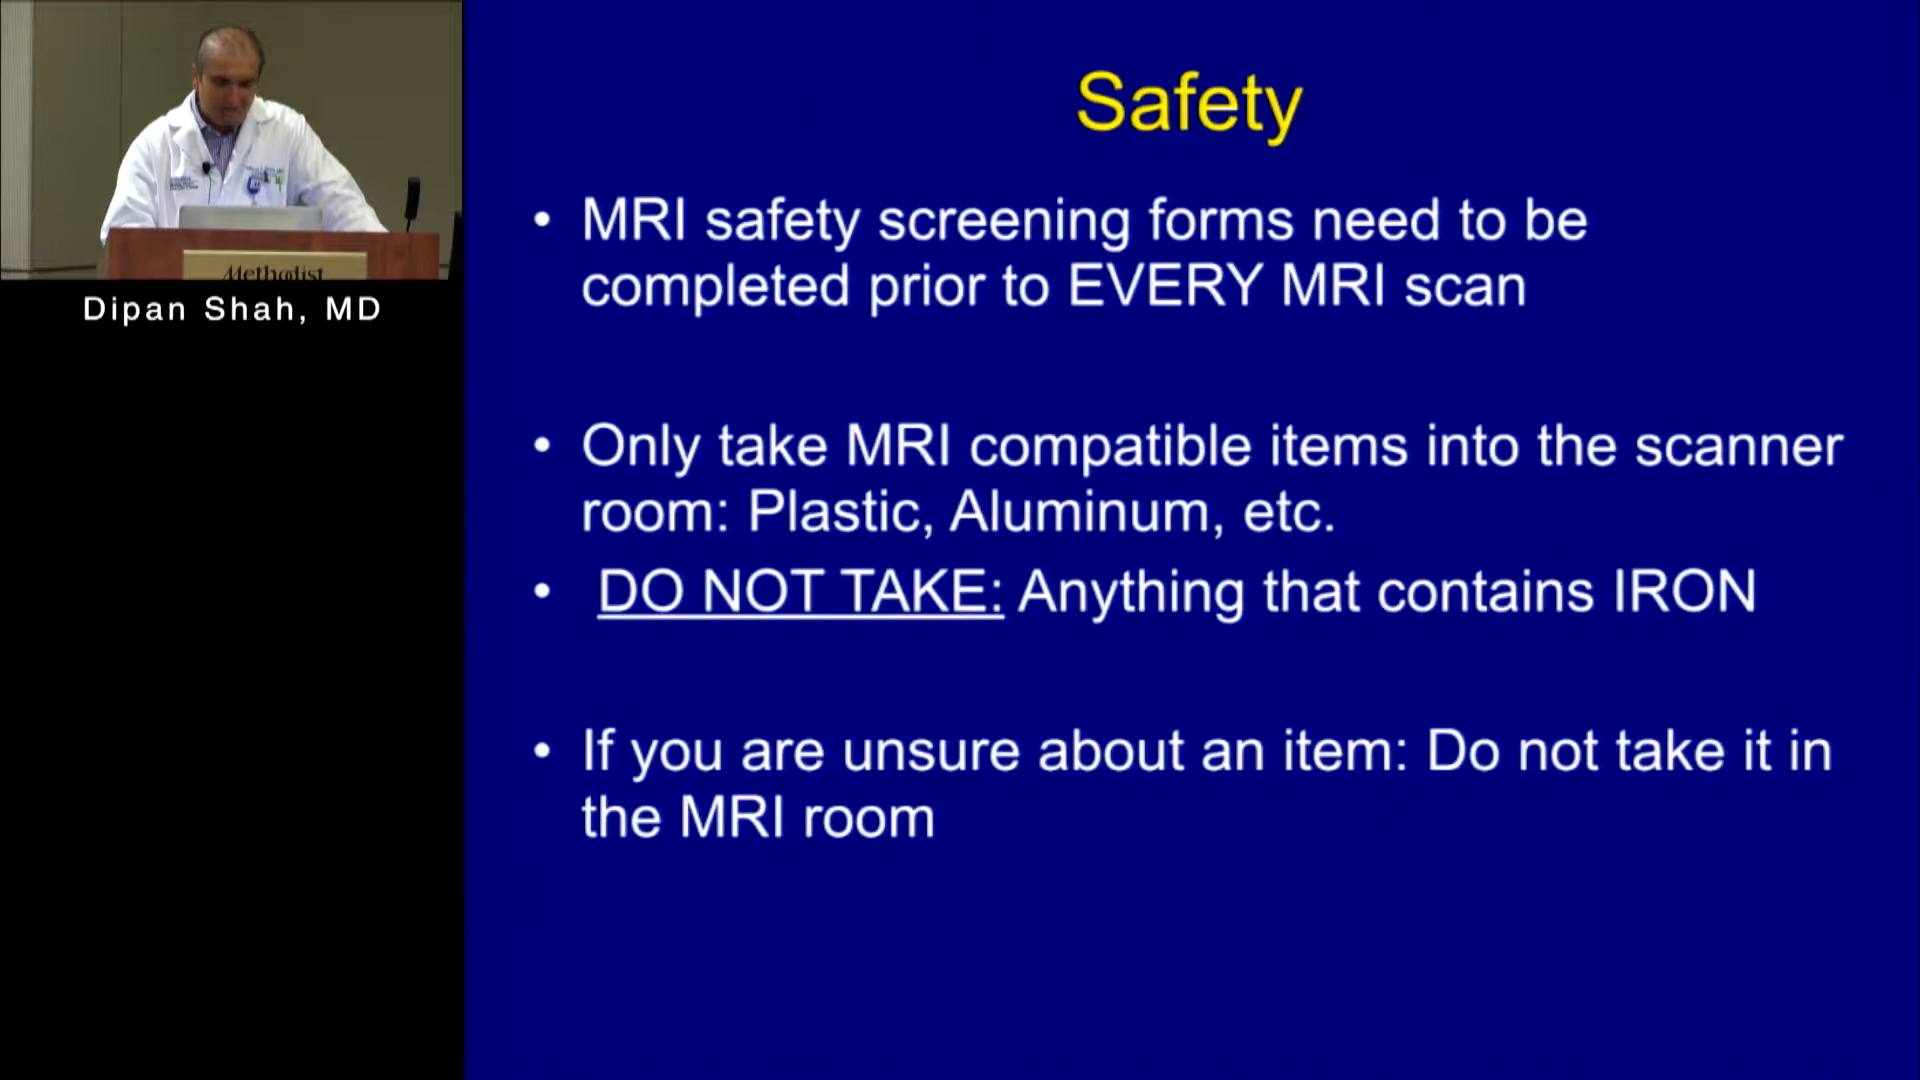 Methodist
Dipan Shah, MD
Safety
• MRI safety screening forms need to be
completed prior to EVERY MRI scan
• Only take MRI compatible items into the scanner
room: Plastic, Aluminum, etc.
• DO NOT TAKE: Anything that contains IRON
• If you are unsure about an item: Do not take it in
the MRI room